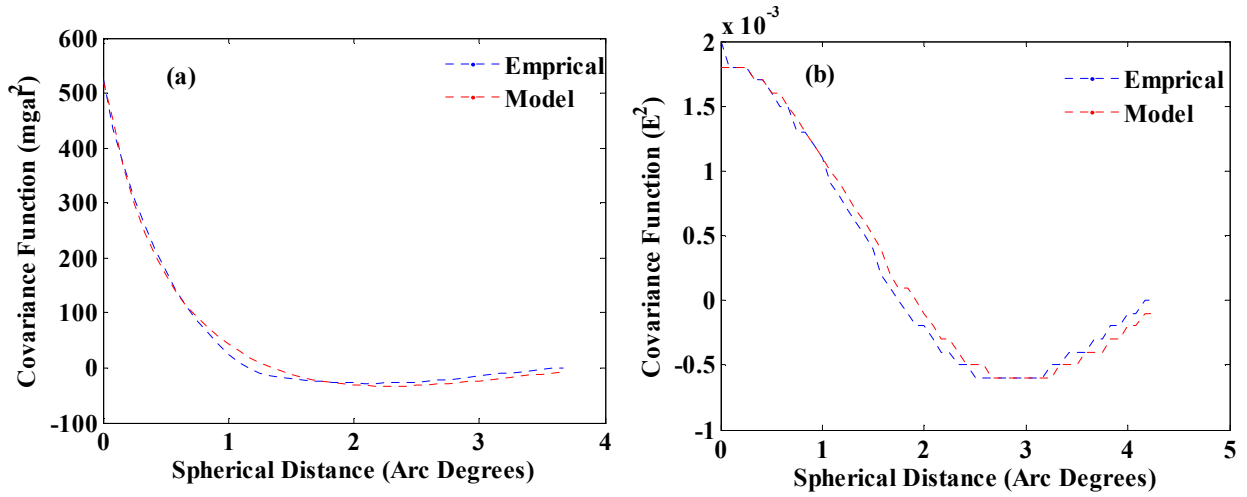 600
500
400
300
200
100
0
-100
0 1 2 3 4
Covariance Function (mgal²)
Spherical Distance (Arc Degrees)
(a)
Emprical
Model
x 10⁻³
2
1.5
1
0.5
0
-0.5
-1
0 1 2 3 4 5
Covariance Function (E²)
Spherical Distance (Arc Degrees)
(b)
Emprical
Model